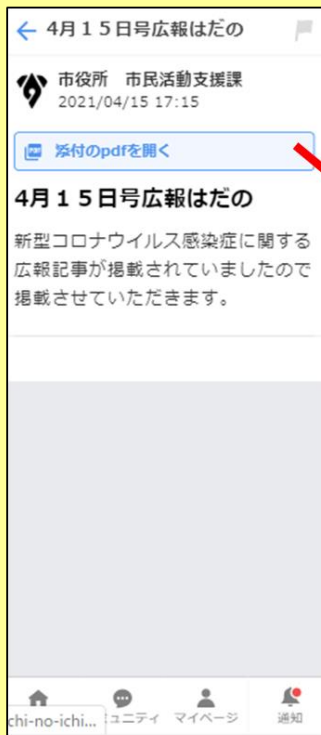 4月１５日号広報はだの
市役所　市民活動支援課
2021/04/15 17:15
PDF 添付のpdfを開く
4月１５日号広報はだの
新型コロナウイルス感染症に関する
広報記事が掲載されていましたので
掲載させていただきます。
chi-no-ichi... ュニティ マイページ 通知